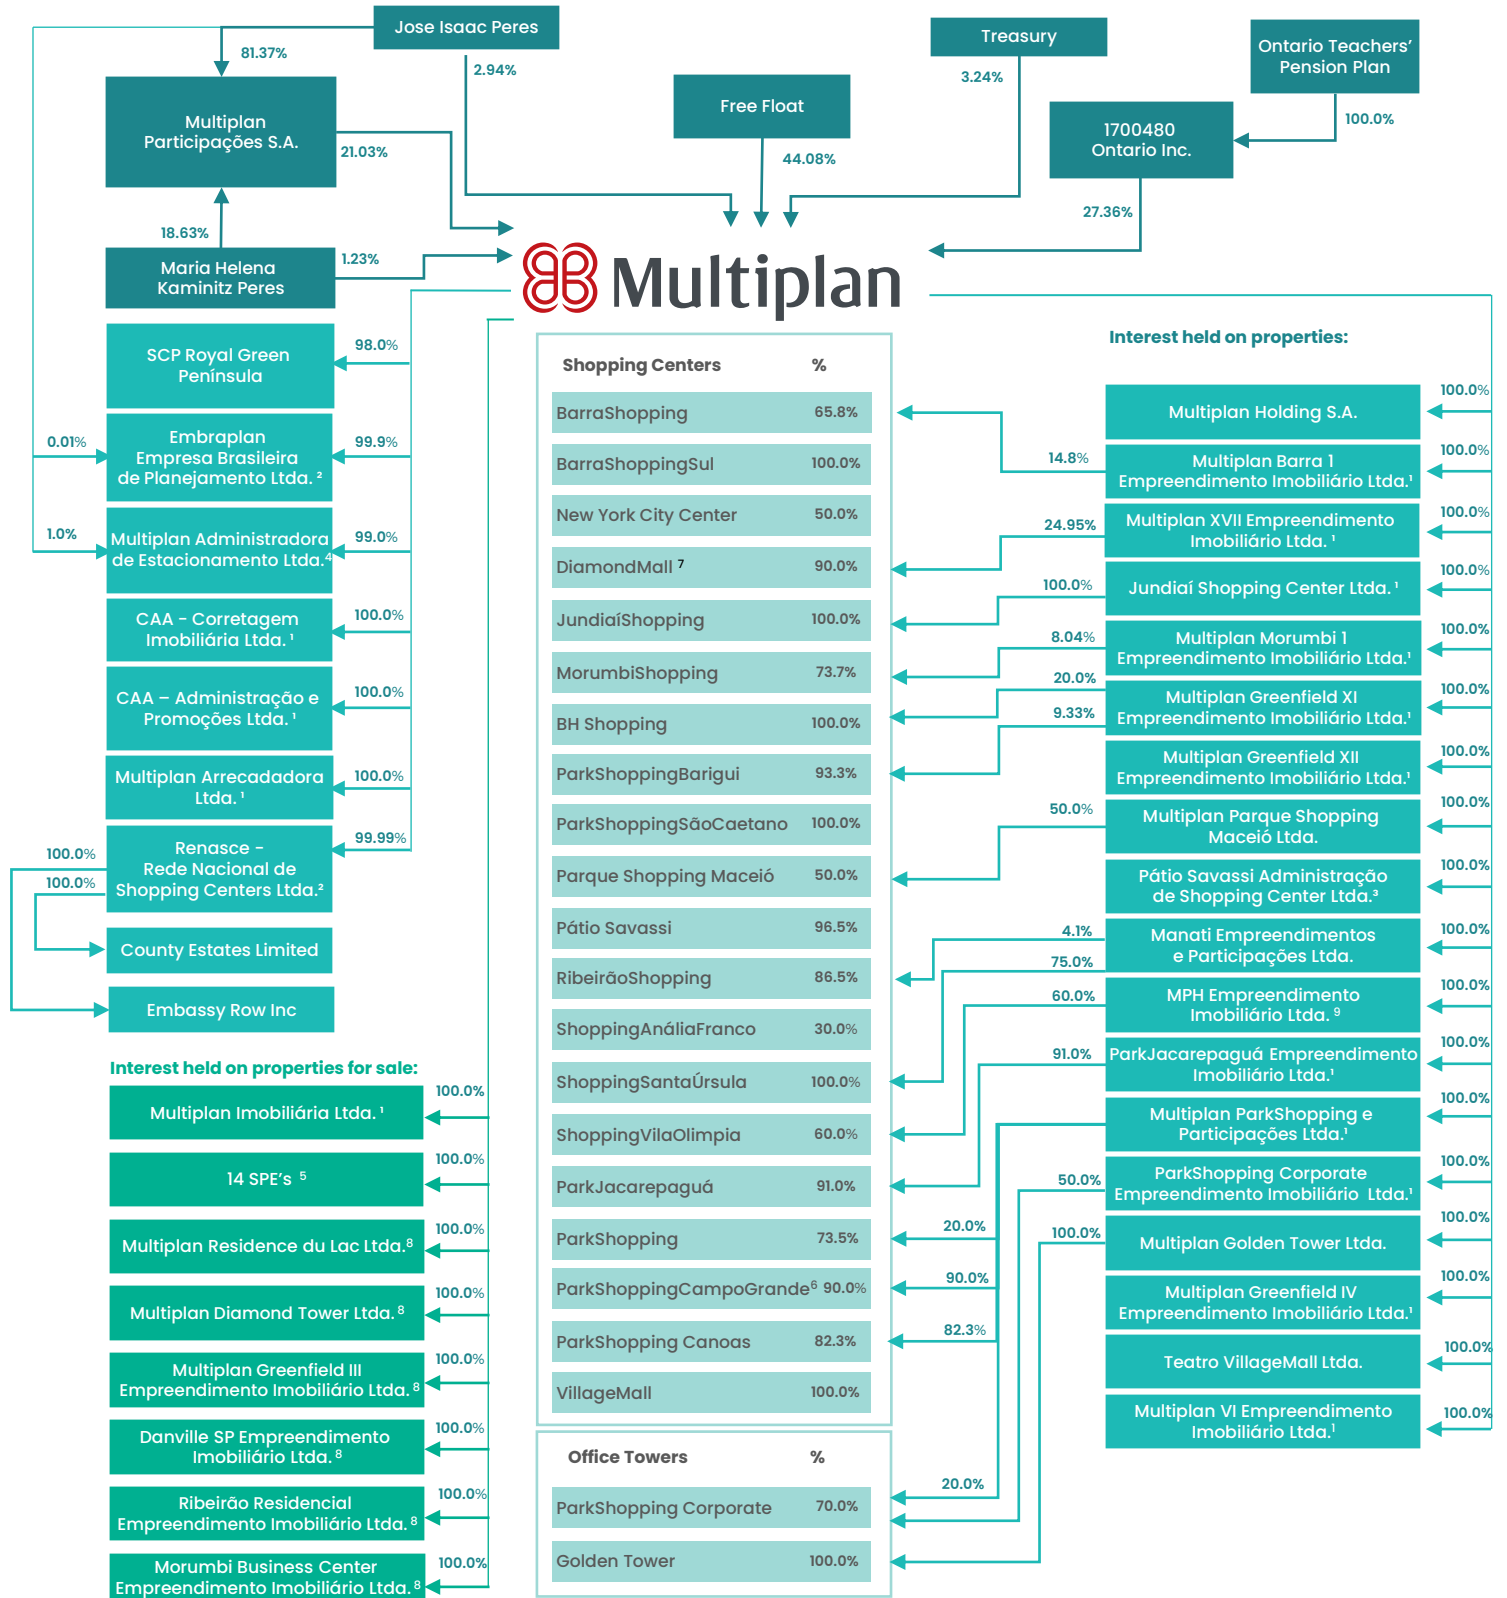 Jose Isaac Peres
81.37%
2.94%
Treasury
3.24%
Ontario Teachers’
Pension Plan
100.0%
Free Float
44.08%
1700480
Ontario Inc.
27.36%
Multiplan
Participações S.A.
21.03%
18.63%
Maria Helena
Kaminitz Peres
1.23%
Multiplan
SCP Royal Green
Península
98.0%
0.01%
Embraplan
Empresa Brasileira
de Planejamento Ltda. ²
99.9%
1.0%
Multiplan Administradora
de Estacionamento Ltda.⁴
99.0%
CAA - Corretagem
Imobiliária Ltda. ¹
100.0%
CAA – Administração e
Promoções Ltda. ¹
100.0%
Multiplan Arrecadadora
Ltda. ¹
100.0%
Renasce -
Rede Nacional de
Shopping Centers Ltda.²
99.99%
100.0%
100.0%
County Estates Limited
Embassy Row Inc
Interest held on properties for sale:
Multiplan Imobiliária Ltda. ¹
100.0%
14 SPE’s ⁵
100.0%
Multiplan Residence du Lac Ltda.⁸
100.0%
Multiplan Diamond Tower Ltda. ⁸
100.0%
Multiplan Greenfield III
Empreendimento Imobiliário Ltda. ⁸
100.0%
Danville SP Empreendimento
Imobiliário Ltda. ⁸
100.0%
Ribeirão Residencial
Empreendimento Imobiliário Ltda. ⁸
100.0%
Morumbi Business Center
Empreendimento Imobiliário Ltda. ⁸
100.0%
Shopping Centers %
BarraShopping 65.8%
BarraShoppingSul 100.0%
New York City Center 50.0%
DiamondMall ⁷ 90.0%
JundiaíShopping 100.0%
MorumbiShopping 73.7%
BH Shopping 100.0%
ParkShoppingBarigui 93.3%
ParkShoppingSãoCaetano 100.0%
Parque Shopping Maceió 50.0%
Pátio Savassi 96.5%
RibeirãoShopping 86.5%
ShoppingAnáliaFranco 30.0%
ShoppingSantaÚrsula 100.0%
ShoppingVilaOlimpia 60.0%
ParkJacarepaguá 91.0%
ParkShopping 73.5%
ParkShoppingCampoGrande⁶ 90.0%
ParkShopping Canoas 82.3%
VillageMall 100.0%
Office Towers %
ParkShopping Corporate 70.0%
Golden Tower 100.0%
14.8%
24.95%
100.0%
8.04%
20.0%
9.33%
50.0%
4.1%
75.0%
60.0%
91.0%
50.0%
20.0%
100.0%
90.0%
82.3%
20.0%
Interest held on properties:
Multiplan Holding S.A.
100.0%
Multiplan Barra 1
Empreendimento Imobiliário Ltda.¹
100.0%
Multiplan XVII Empreendimento
Imobiliário Ltda. ¹
100.0%
Jundiaí Shopping Center Ltda. ¹
100.0%
Multiplan Morumbi 1
Empreendimento Imobiliário Ltda.¹
100.0%
Multiplan Greenfield XI
Empreendimento Imobiliário Ltda.¹
100.0%
Multiplan Greenfield XII
Empreendimento Imobiliário Ltda.¹
100.0%
Multiplan Parque Shopping
Maceió Ltda.
100.0%
Pátio Savassi Administração
de Shopping Center Ltda.³
100.0%
Manati Empreendimentos
e Participações Ltda.
100.0%
MPH Empreendimento
Imobiliário Ltda. ⁹
100.0%
ParkJacarepaguá Empreendimento
Imobiliário Ltda.¹
100.0%
Multiplan ParkShopping e
Participações Ltda.¹
100.0%
ParkShopping Corporate
Empreendimento Imobiliário Ltda.¹
100.0%
Multiplan Golden Tower Ltda.
100.0%
Multiplan Greenfield IV
Empreendimento Imobiliário Ltda.¹
100.0%
Teatro VillageMall Ltda.
100.0%
Multiplan VI Empreendimento
Imobiliário Ltda.¹
100.0%